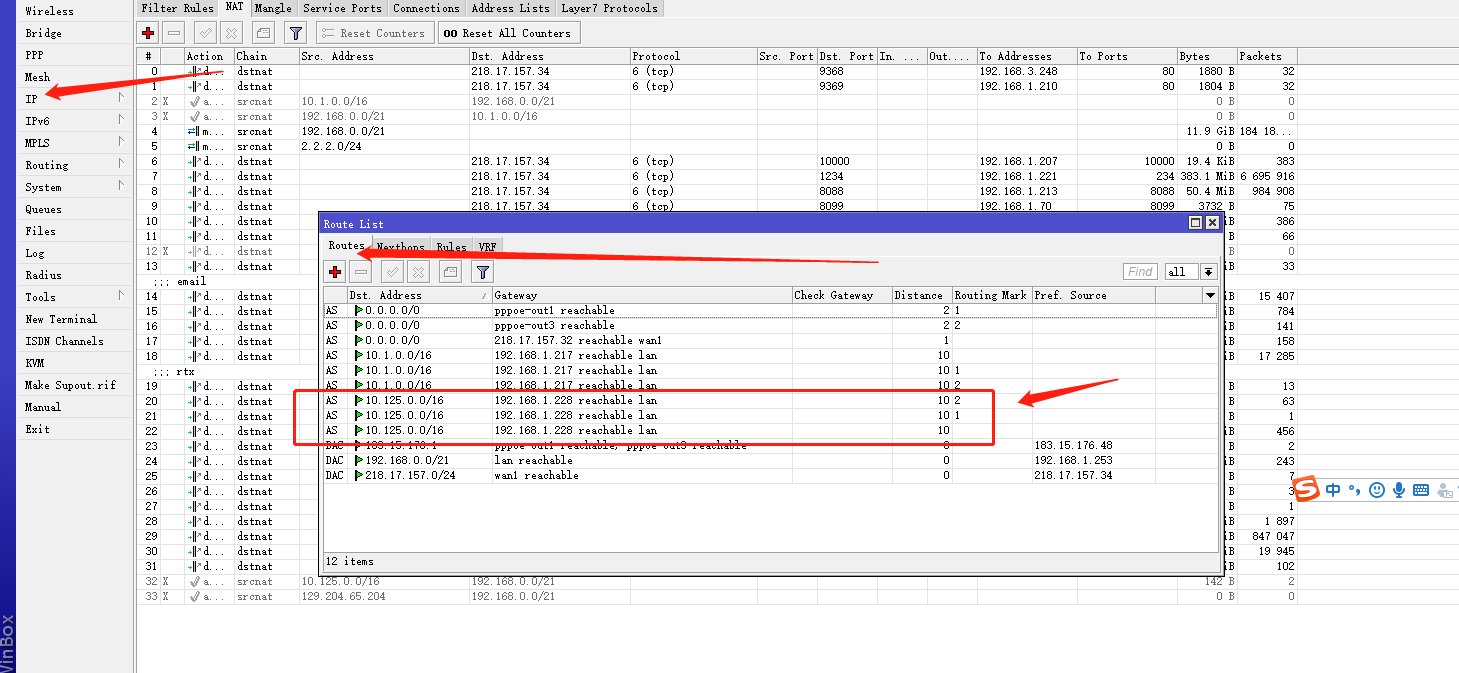 Wireless
Bridge
PPP
Mesh
IP
IPv6
MPLS
Routing
System
Queues
Files
Log
Radius
Tools
New Terminal
ISDN Channels
KVM
Make Supout.rif
Manual
Exit
WinBox
Filter Rules NAT Mangle Service Ports Connections Address Lists Layer7 Protocols
Reset Counters 00 Reset All Counters
# Action Chain Src. Address Dst. Address Protocol Src. Port Dst. Port In. ... Out.... To Addresses To Ports Bytes Packets
0 d... dstnat 218.17.157.34 6 (tcp) 9368 192.168.3.248 80 1880 B 32
1 d... dstnat 218.17.157.34 6 (tcp) 9369 192.168.1.210 80 1804 B 32
2 X a... srcnat 10.1.0.0/16 192.168.0.0/21 0 B 0
3 X a... srcnat 192.168.0.0/21 10.1.0.0/16 0 B 0
4 m... srcnat 192.168.0.0/21 11.9 GiB 184 18...
5 m... srcnat 2.2.2.0/24 0 B 0
6 d... dstnat 218.17.157.34 6 (tcp) 10000 192.168.1.207 10000 19.4 KiB 383
7 d... dstnat 218.17.157.34 6 (tcp) 1234 192.168.1.221 234 383.1 MiB 6 695 916
8 d... dstnat 218.17.157.34 6 (tcp) 8088 192.168.1.213 8088 50.4 MiB 984 908
9 d... dstnat 218.17.157.34 6 (tcp) 8099 192.168.1.70 8099 3732 B 75
10 d... dstnat iB 386
11 d... dstnat iB 66
12 X d... dstnat B 0
13 d... dstnat iB 33
;;; email
14 d... dstnat iB 15 407
15 d... dstnat iB 784
16 d... dstnat iB 141
17 d... dstnat iB 158
18 d... dstnat iB 17 285
;;; rtx
19 d... dstnat B 13
20 d... dstnat B 63
21 d... dstnat B 1
22 d... dstnat B 456
23 d... dstnat B 2
24 d... dstnat iB 243
25 d... dstnat B 7
26 d... dstnat B 3
27 d... dstnat B 1
28 d... dstnat iB 1 897
29 d... dstnat iB 847 047
30 d... dstnat iB 19 945
31 d... dstnat iB 102
32 X a... srcnat 10.125.0.0/16 192.168.0.0/21 142 B 2
33 X a... srcnat 129.204.65.204 192.168.0.0/21 0 B 0
Route List
Routes Nexthops Rules VRF
Find all
Dst. Address Gateway Check Gateway Distance Routing Mark Pref. Source
AS 0.0.0.0/0 pppoe-out1 reachable 2 1
AS 0.0.0.0/0 pppoe-out3 reachable 2 2
AS 0.0.0.0/0 218.17.157.32 reachable wan1 1
AS 10.1.0.0/16 192.168.1.217 reachable lan 10
AS 10.1.0.0/16 192.168.1.217 reachable lan 10 1
AS 10.1.0.0/16 192.168.1.217 reachable lan 10 2
AS 10.125.0.0/16 192.168.1.228 reachable lan 10 2
AS 10.125.0.0/16 192.168.1.228 reachable lan 10 1
AS 10.125.0.0/16 192.168.1.228 reachable lan 10
DAC 183.15.176.1 pppoe-out1 reachable, pppoe-out3 reachable 0 183.15.176.48
DAC 192.168.0.0/21 lan reachable 0 192.168.1.253
DAC 218.17.157.0/24 wan1 reachable 0 218.17.157.34
12 items
S 中